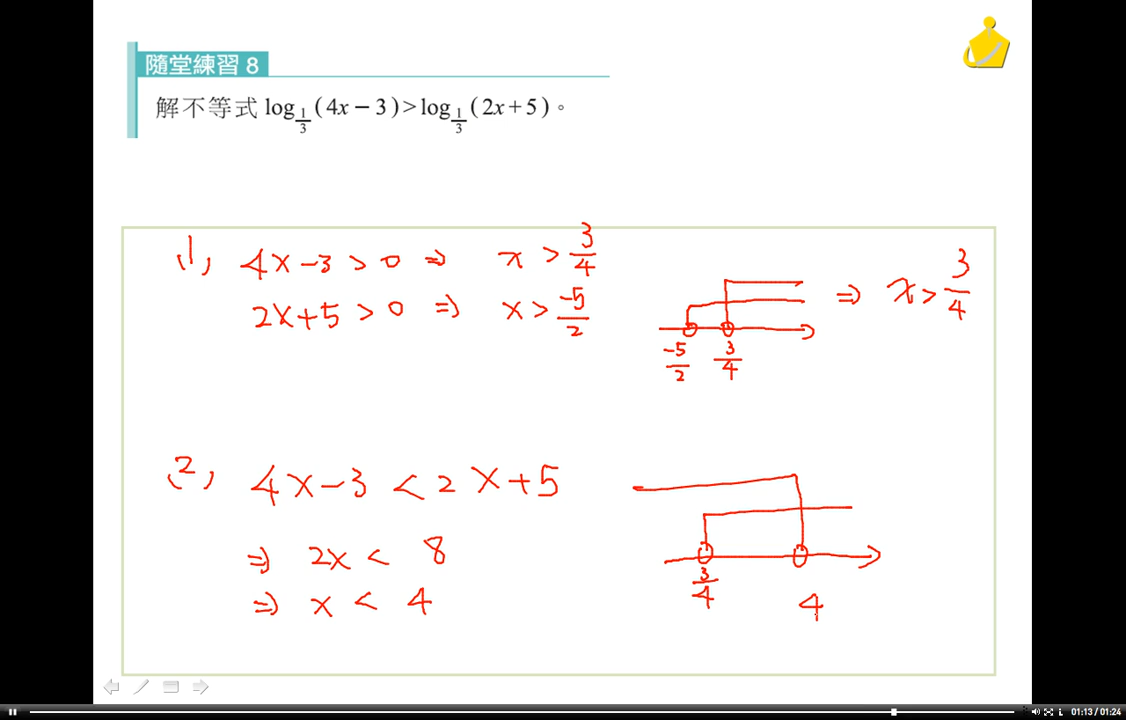 隨堂練習 8
解不等式 log_{1/3}(4x－3)>log_{1/3}(2x+5)。
(1) 4x-3>0 ⇒ x>3/4
2x+5>0 ⇒ x>-5/2
-5/2 3/4
⇒ x>3/4
(2) 4x-3<2x+5
⇒ 2x<8
⇒ x<4
3/4 4
01:13/01:24